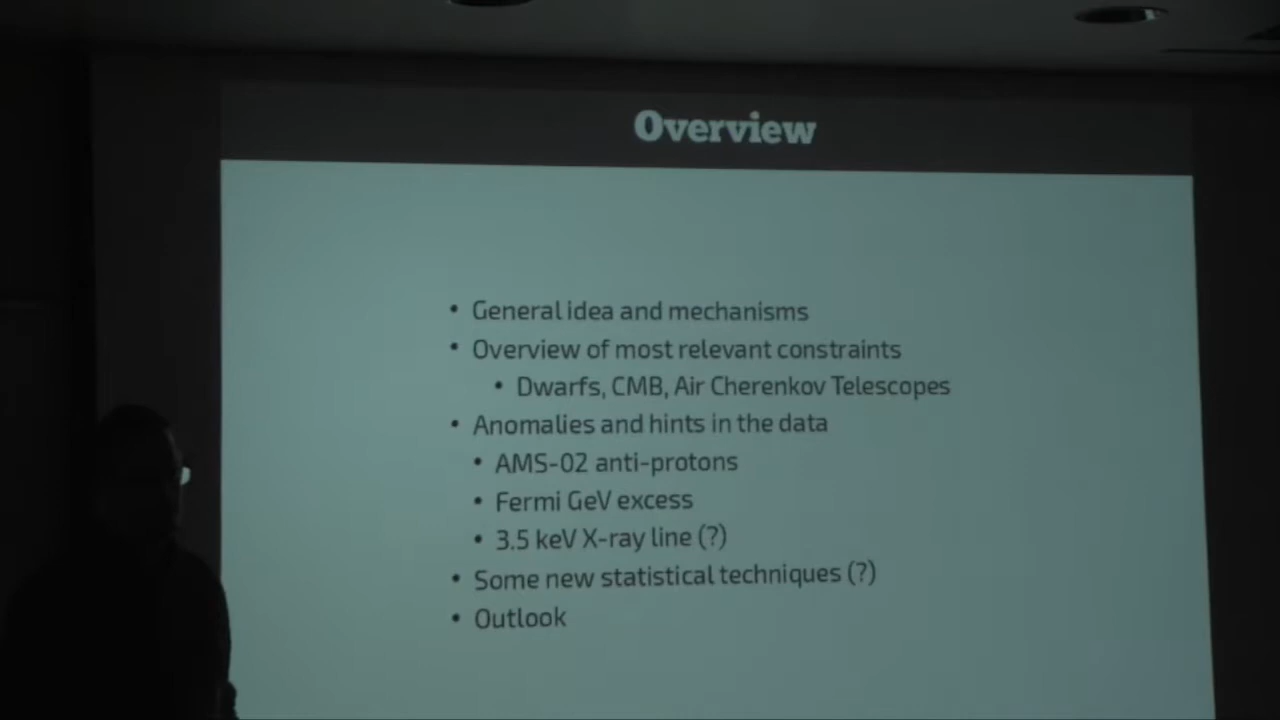 Overview
• General idea and mechanisms
• Overview of most relevant constraints
• Dwarfs, CMB, Air Cherenkov Telescopes
• Anomalies and hints in the data
• AMS-02 anti-protons
• Fermi GeV excess
• 3.5 keV X-ray line (?)
• Some new statistical techniques (?)
• Outlook